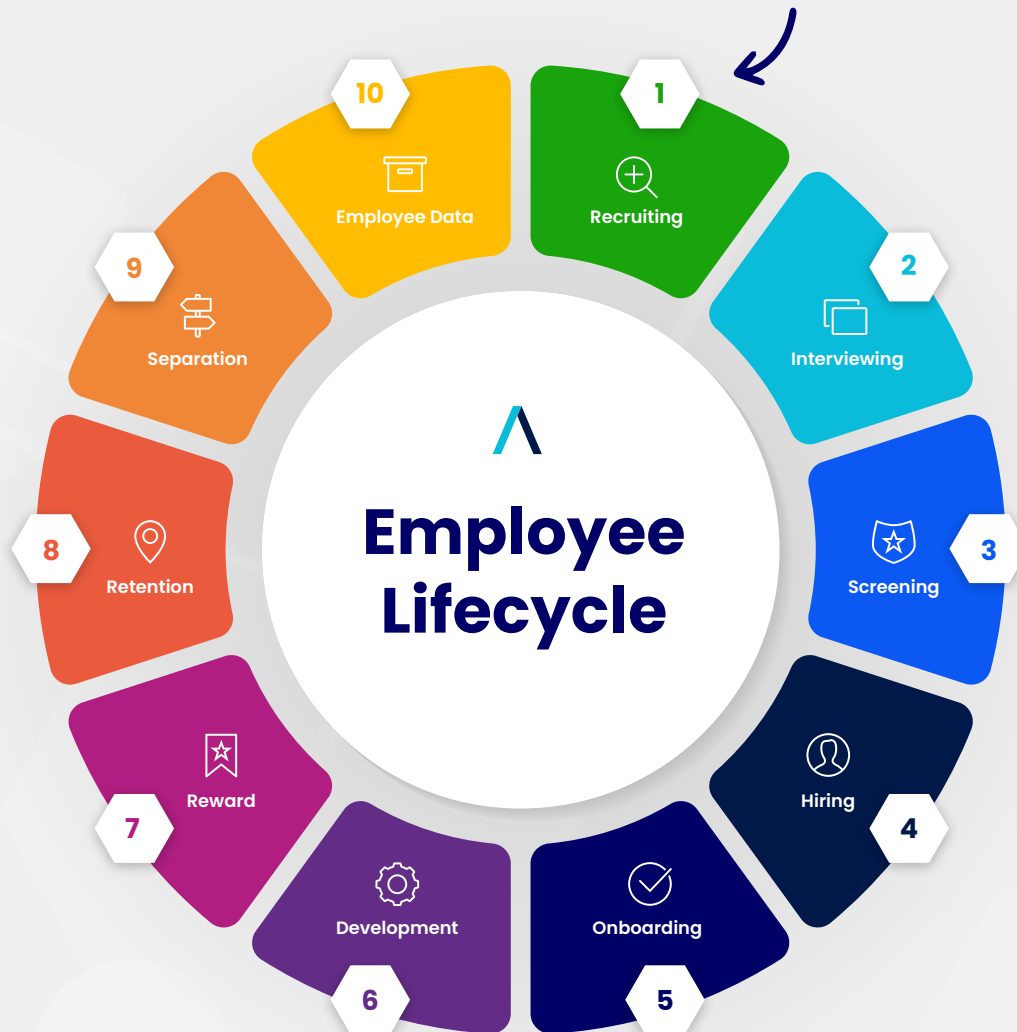 1
Recruiting
2
Interviewing
3
Screening
4
Hiring
5
Onboarding
6
Development
7
Reward
8
Retention
9
Separation
10
Employee Data
Employee
Lifecycle